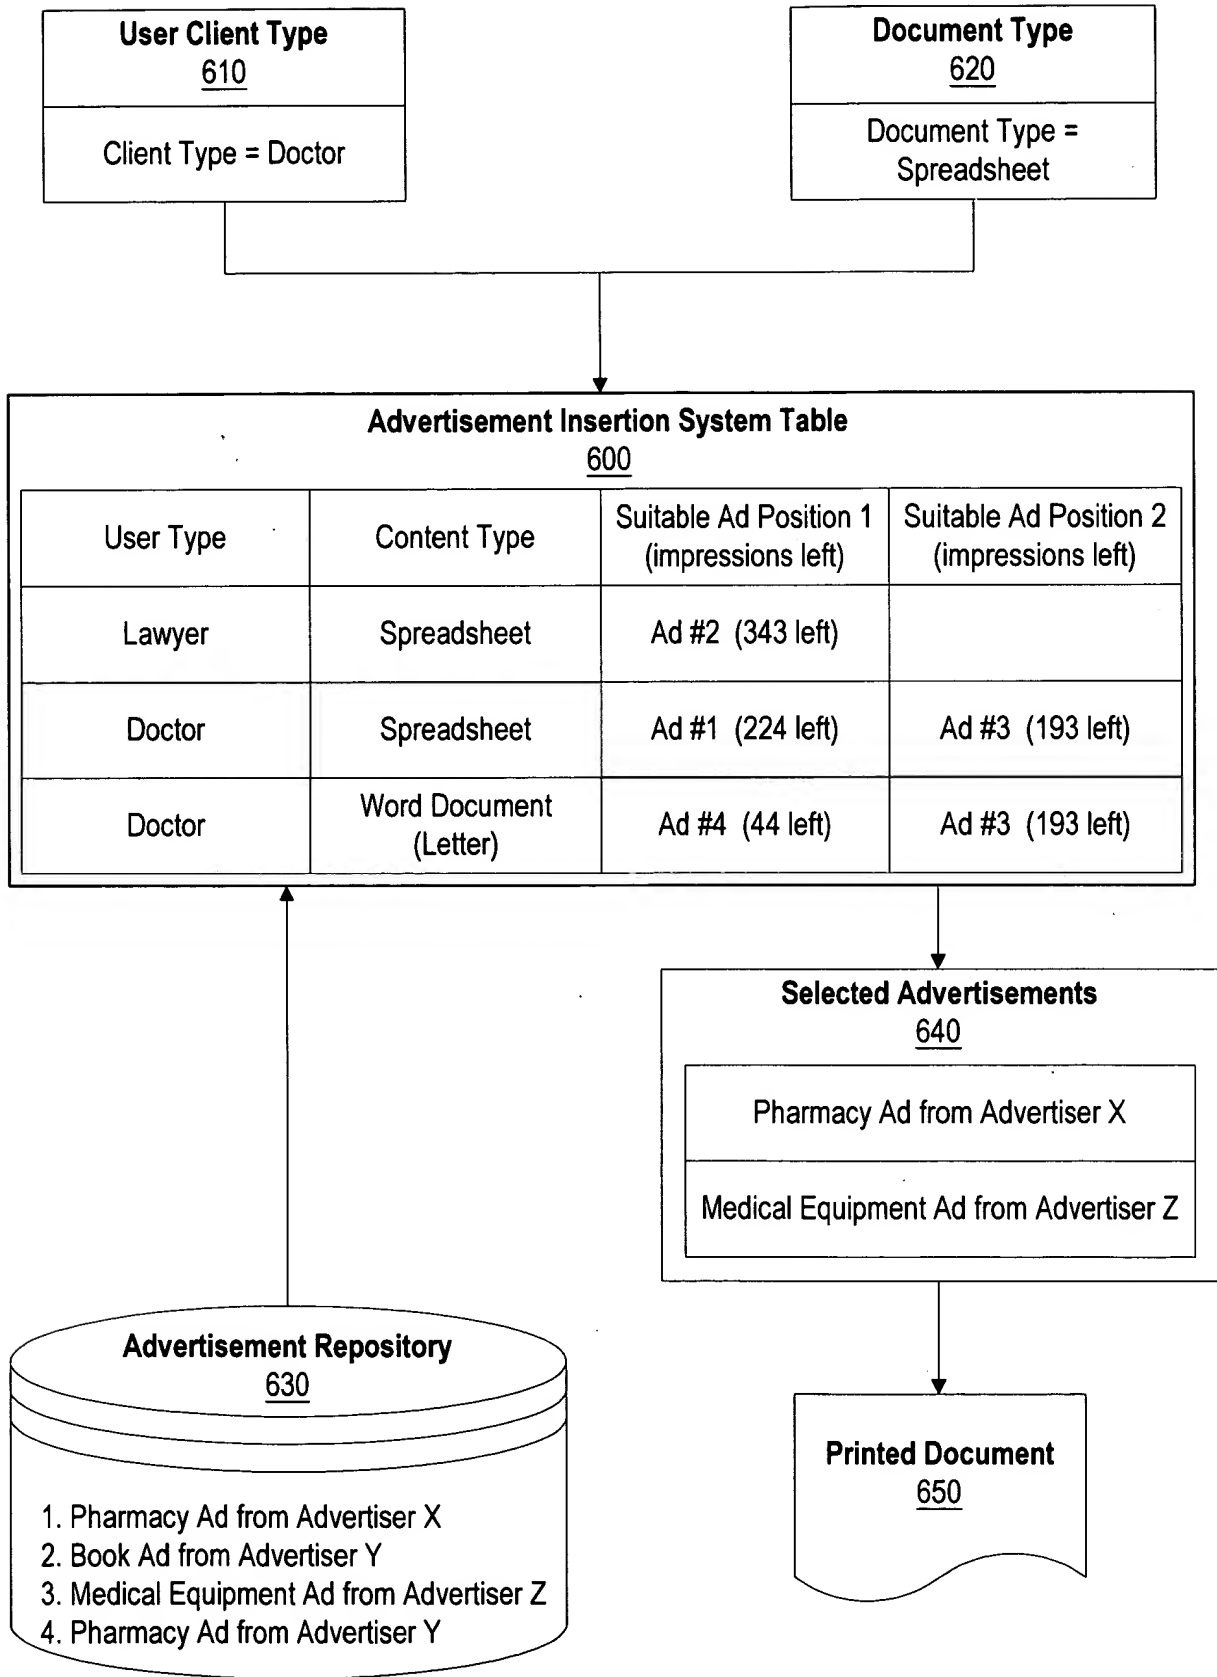 User Client Type
610
Client Type = Doctor
Document Type
620
Document Type =
Spreadsheet
Advertisement Insertion System Table
600
User Type
Content Type
Suitable Ad Position 1
(impressions left)
Suitable Ad Position 2
(impressions left)
Lawyer
Spreadsheet
Ad #2 (343 left)
Doctor
Spreadsheet
Ad #1 (224 left)
Ad #3 (193 left)
Doctor
Word Document
(Letter)
Ad #4 (44 left)
Ad #3 (193 left)
Selected Advertisements
640
Pharmacy Ad from Advertiser X
Medical Equipment Ad from Advertiser Z
Advertisement Repository
630
1. Pharmacy Ad from Advertiser X
2. Book Ad from Advertiser Y
3. Medical Equipment Ad from Advertiser Z
4. Pharmacy Ad from Advertiser Y
Printed Document
650